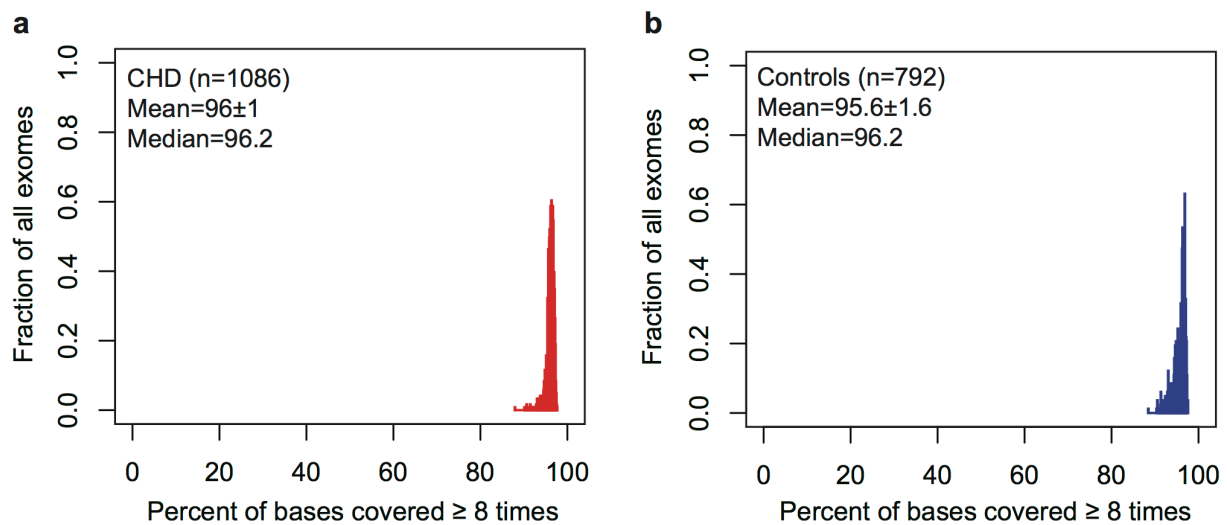 a
CHD (n=1086)
Mean=96±1
Median=96.2
Fraction of all exomes
1.0
0.8
0.6
0.4
0.2
0.0
0 20 40 60 80 100
Percent of bases covered ≥ 8 times
b
Controls (n=792)
Mean=95.6±1.6
Median=96.2
Fraction of all exomes
1.0
0.8
0.6
0.4
0.2
0.0
0 20 40 60 80 100
Percent of bases covered ≥ 8 times